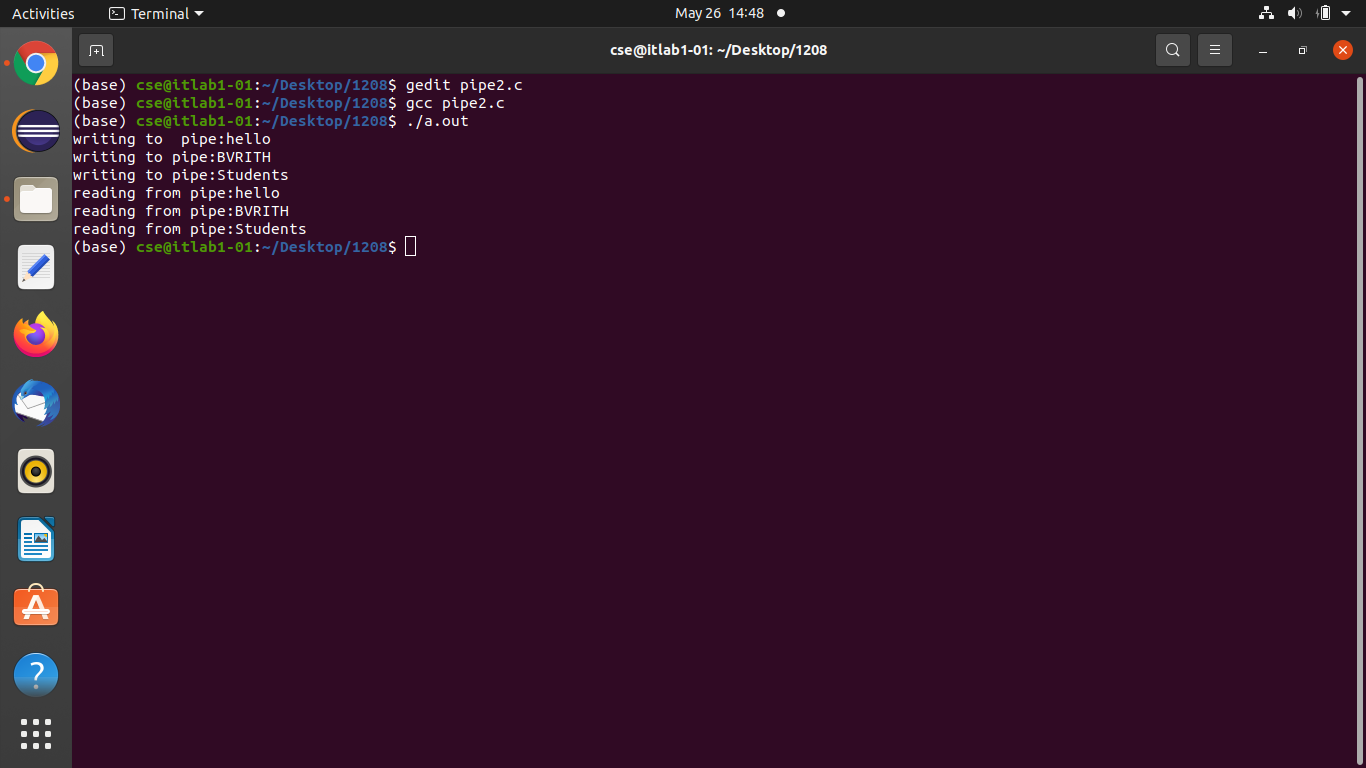 Activities Terminal May 26 14:48
cse@itlab1-01: ~/Desktop/1208
(base) cse@itlab1-01:~/Desktop/1208$ gedit pipe2.c
(base) cse@itlab1-01:~/Desktop/1208$ gcc pipe2.c
(base) cse@itlab1-01:~/Desktop/1208$ ./a.out
writing to  pipe:hello
writing to pipe:BVRITH
writing to pipe:Students
reading from pipe:hello
reading from pipe:BVRITH
reading from pipe:Students
(base) cse@itlab1-01:~/Desktop/1208$